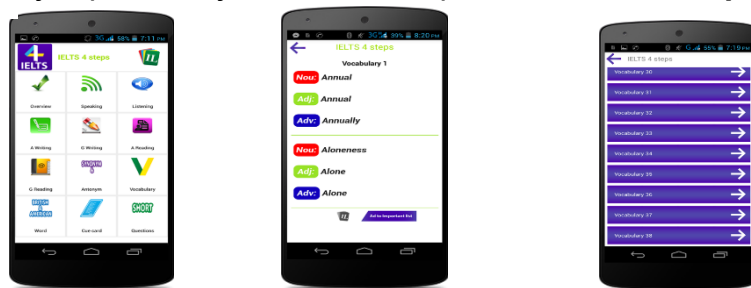 3G 58% 7:11 PM
4 IELTS
IELTS 4 steps
Overview Speaking Listening
A Writing G Writing A Reading
SYNONYM &
G Reading Antonym Vocabulary
BRITISH & AMERICAN SHORT
Word Cue card Questions
3G 99% 8:20 PM
IELTS 4 steps
Vocabulary 1
Nou: Annual
Adj: Annual
Adv: Annually
Nou: Aloneness
Adj: Alone
Adv: Alone
Ad to Important list
G 55% 7:19 PM
IELTS 4 steps
Vocabulary 30
Vocabulary 31
Vocabulary 32
Vocabulary 33
Vocabulary 34
Vocabulary 35
Vocabulary 36
Vocabulary 37
Vocabulary 38